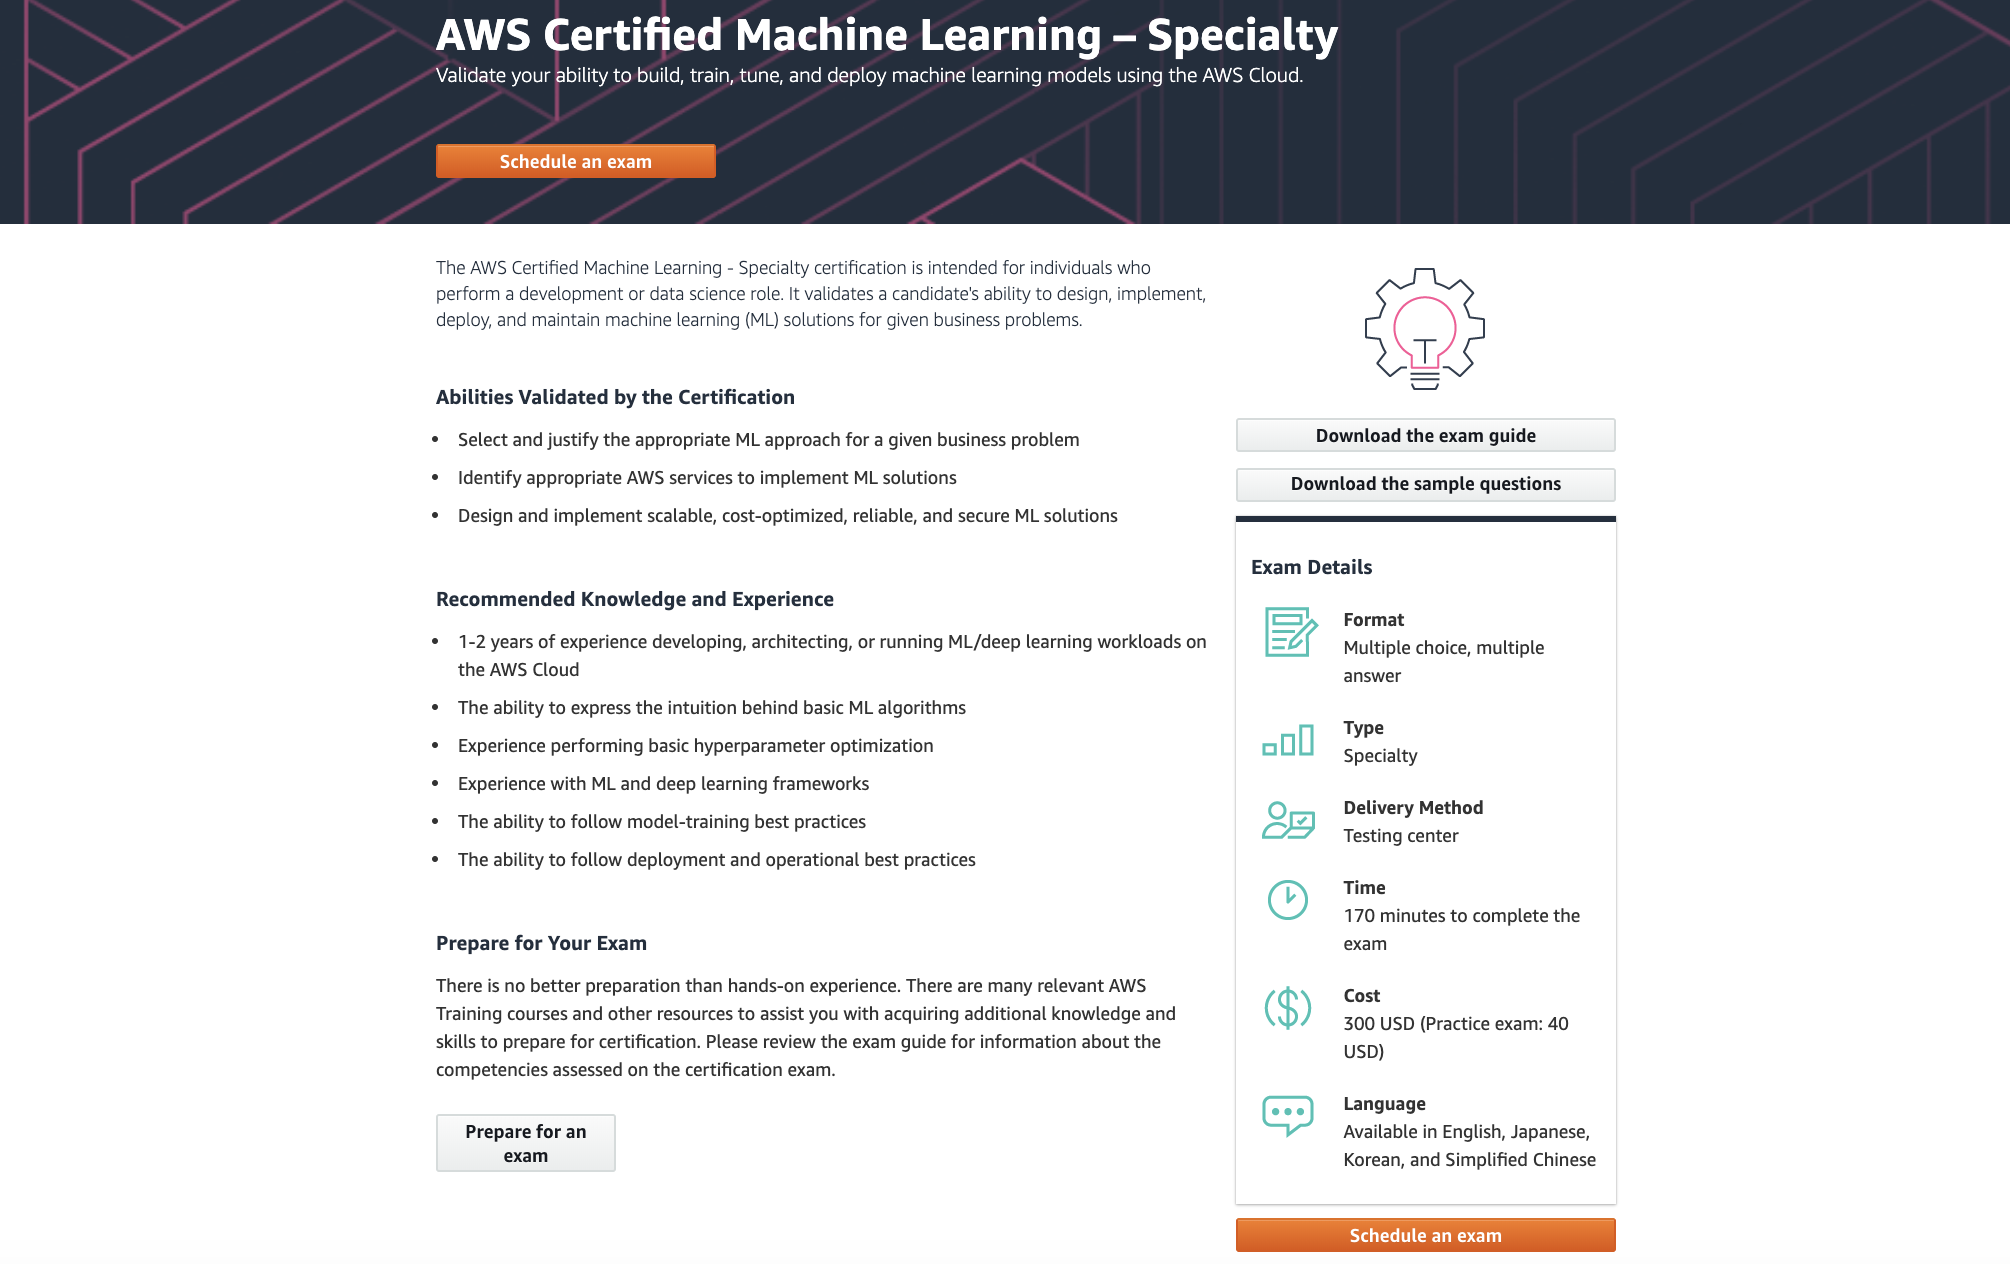 AWS Certified Machine Learning – Specialty
Validate your ability to build, train, tune, and deploy machine learning models using the AWS Cloud.
Schedule an exam
The AWS Certified Machine Learning - Specialty certification is intended for individuals who
perform a development or data science role. It validates a candidate's ability to design, implement,
deploy, and maintain machine learning (ML) solutions for given business problems.
Abilities Validated by the Certification
• Select and justify the appropriate ML approach for a given business problem
• Identify appropriate AWS services to implement ML solutions
• Design and implement scalable, cost-optimized, reliable, and secure ML solutions
Recommended Knowledge and Experience
• 1-2 years of experience developing, architecting, or running ML/deep learning workloads on
the AWS Cloud
• The ability to express the intuition behind basic ML algorithms
• Experience performing basic hyperparameter optimization
• Experience with ML and deep learning frameworks
• The ability to follow model-training best practices
• The ability to follow deployment and operational best practices
Prepare for Your Exam
There is no better preparation than hands-on experience. There are many relevant AWS
Training courses and other resources to assist you with acquiring additional knowledge and
skills to prepare for certification. Please review the exam guide for information about the
competencies assessed on the certification exam.
Prepare for an
exam
Download the exam guide
Download the sample questions
Exam Details
Format
Multiple choice, multiple
answer
Type
Specialty
Delivery Method
Testing center
Time
170 minutes to complete the
exam
Cost
300 USD (Practice exam: 40
USD)
Language
Available in English, Japanese,
Korean, and Simplified Chinese
Schedule an exam